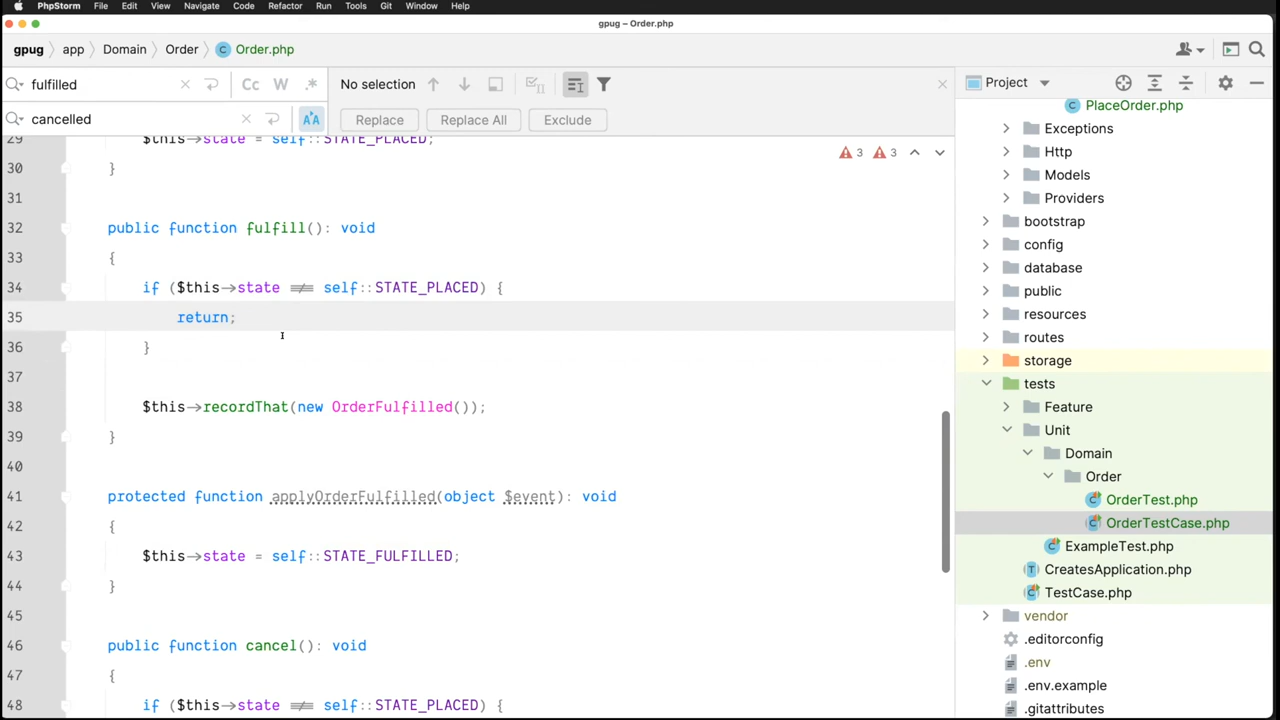 PhpStorm File Edit View Navigate Code Refactor Run Tools Git Window Help
gpug – Order.php
gpug app Domain Order Order.php
fulfilled Cc W .* No selection
cancelled Replace Replace All Exclude
Project
3 3
29 $this->state = self::STATE_PLACED;
30 }
31
32 public function fulfill(): void
33 {
34 if ($this->state !== self::STATE_PLACED) {
35 return;
36 }
37
38 $this->recordThat(new OrderFulfilled());
39 }
40
41 protected function applyOrderFulfilled(object $event): void
42 {
43 $this->state = self::STATE_FULFILLED;
44 }
45
46 public function cancel(): void
47 {
48 if ($this->state !== self::STATE_PLACED) {
PlaceOrder.php
Exceptions
Http
Models
Providers
bootstrap
config
database
public
resources
routes
storage
tests
Feature
Unit
Domain
Order
OrderTest.php
OrderTestCase.php
ExampleTest.php
CreatesApplication.php
TestCase.php
vendor
.editorconfig
.env
.env.example
.gitattributes